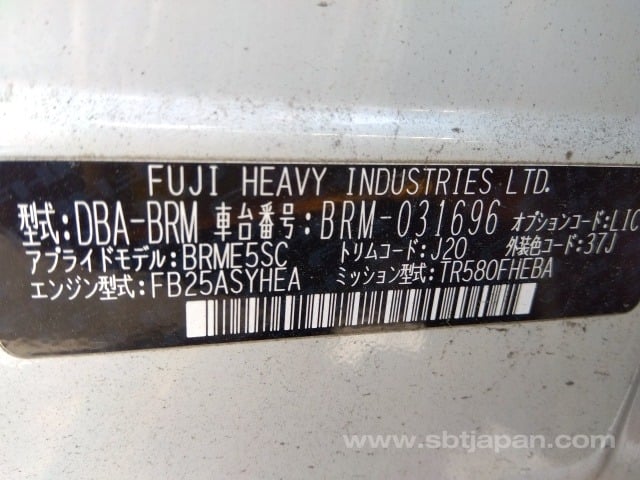 FUJI HEAVY INDUSTRIES LTD.
型式:DBA-BRM 車台番号:BRM-031696 オプションコード:LIC
アプライドモデル:BRME5SC トリムコード:J20 外装色コード:37J
エンジン型式:FB25ASYHEA ミッション型式:TR580FHEBA
www.sbtjapan.com